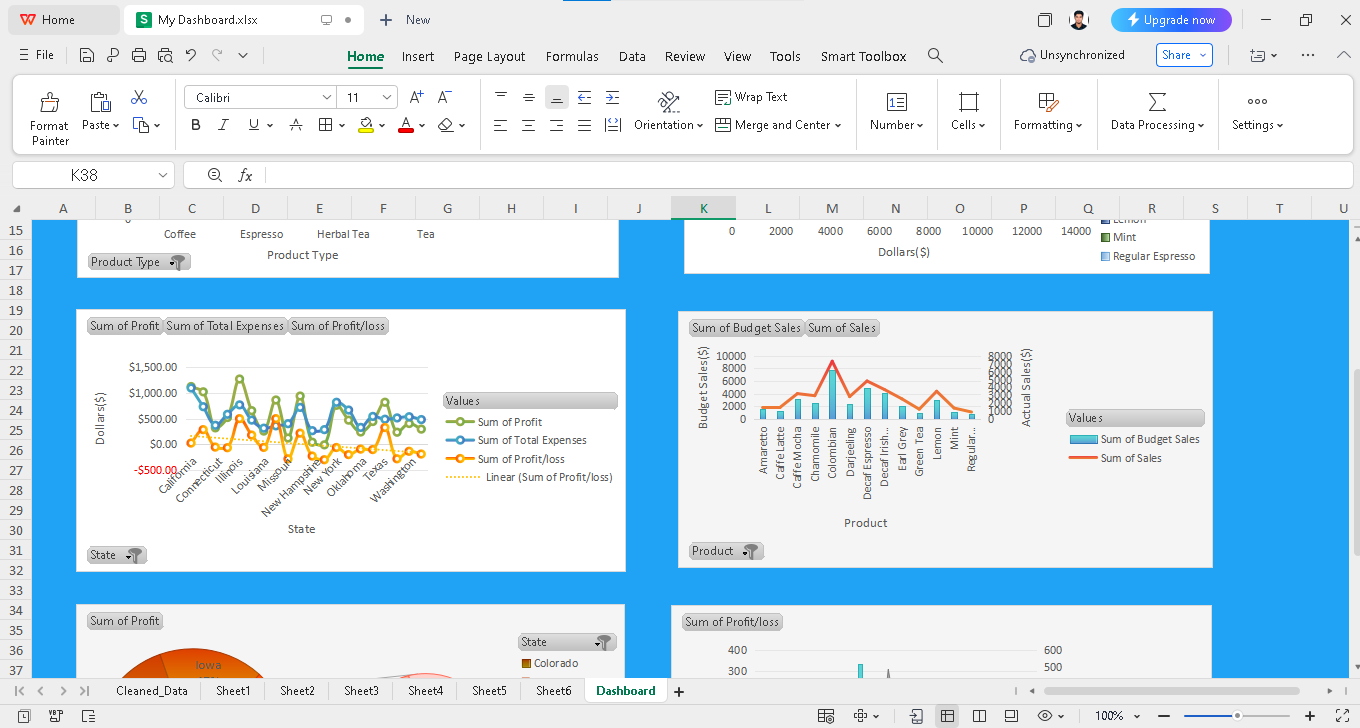 Home
My Dashboard.xlsx
New
Upgrade now
File
Home
Insert
Page Layout
Formulas
Data
Review
View
Tools
Smart Toolbox
Unsynchronized
Share
Format
Painter
Paste
Calibri
11
Wrap Text
Merge and Center
Orientation
Number
Cells
Formatting
Data Processing
Settings
K38
fx
A B C D E F G H I J K L M N O P Q R S T U
15
16
17
18
19
20
21
22
23
24
25
26
27
28
29
30
31
32
33
34
35
36
37
Coffee Espresso Herbal Tea Tea
Product Type
Product Type
0 2000 4000 6000 8000 10000 12000 14000
Dollars($)
Lemon
Mint
Regular Espresso
Sum of Profit Sum of Total Expenses Sum of Profit/loss
$1,500.00
$1,000.00
$500.00
$0.00
-$500.00
Dollars($)
California
Connecticut
Illinois
Louisiana
Missouri
New Hampshire
New York
Oklahoma
Texas
Washington
State
Values
Sum of Profit
Sum of Total Expenses
Sum of Profit/loss
Linear (Sum of Profit/loss)
State
Sum of Budget Sales Sum of Sales
Budget Sales($)
10000
8000
6000
4000
2000
0
8000
7000
6000
5000
4000
3000
2000
1000
0
Actual Sales($)
Amaretto
Caffe Latte
Caffe Mocha
Chamomile
Colombian
Darjeeling
Decaf Espresso
Decaf Irish...
Earl Grey
Green Tea
Lemon
Mint
Regular...
Product
Values
Sum of Budget Sales
Sum of Sales
Product
Sum of Profit
Iowa
State
Colorado
Sum of Profit/loss
400
300
600
500
Cleaned_Data Sheet1 Sheet2 Sheet3 Sheet4 Sheet5 Sheet6 Dashboard
100%